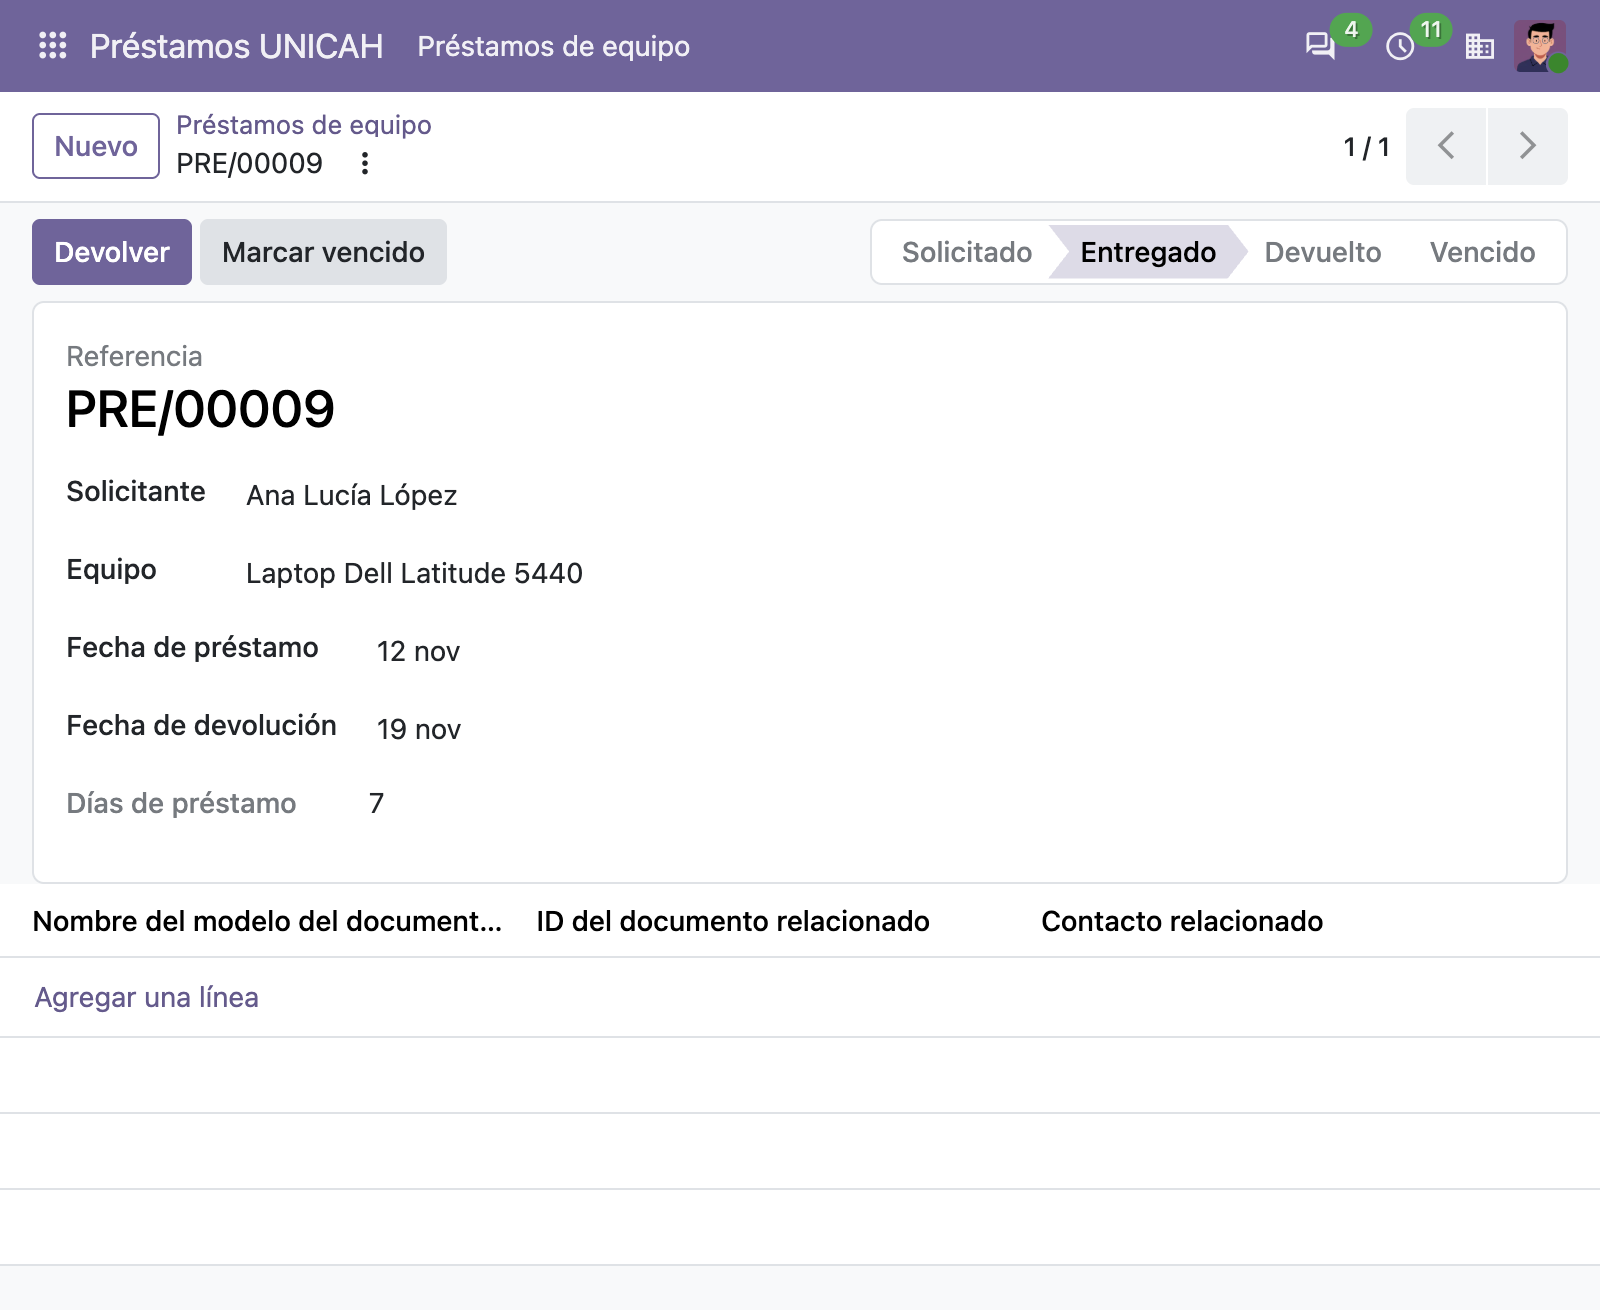 Préstamos UNICAH Préstamos de equipo 4 11
Nuevo Préstamos de equipo
PRE/00009 1 / 1
Devolver Marcar vencido Solicitado Entregado Devuelto Vencido
Referencia
PRE/00009
Solicitante Ana Lucía López
Equipo Laptop Dell Latitude 5440
Fecha de préstamo 12 nov
Fecha de devolución 19 nov
Días de préstamo 7
Nombre del modelo del document... ID del documento relacionado Contacto relacionado
Agregar una línea